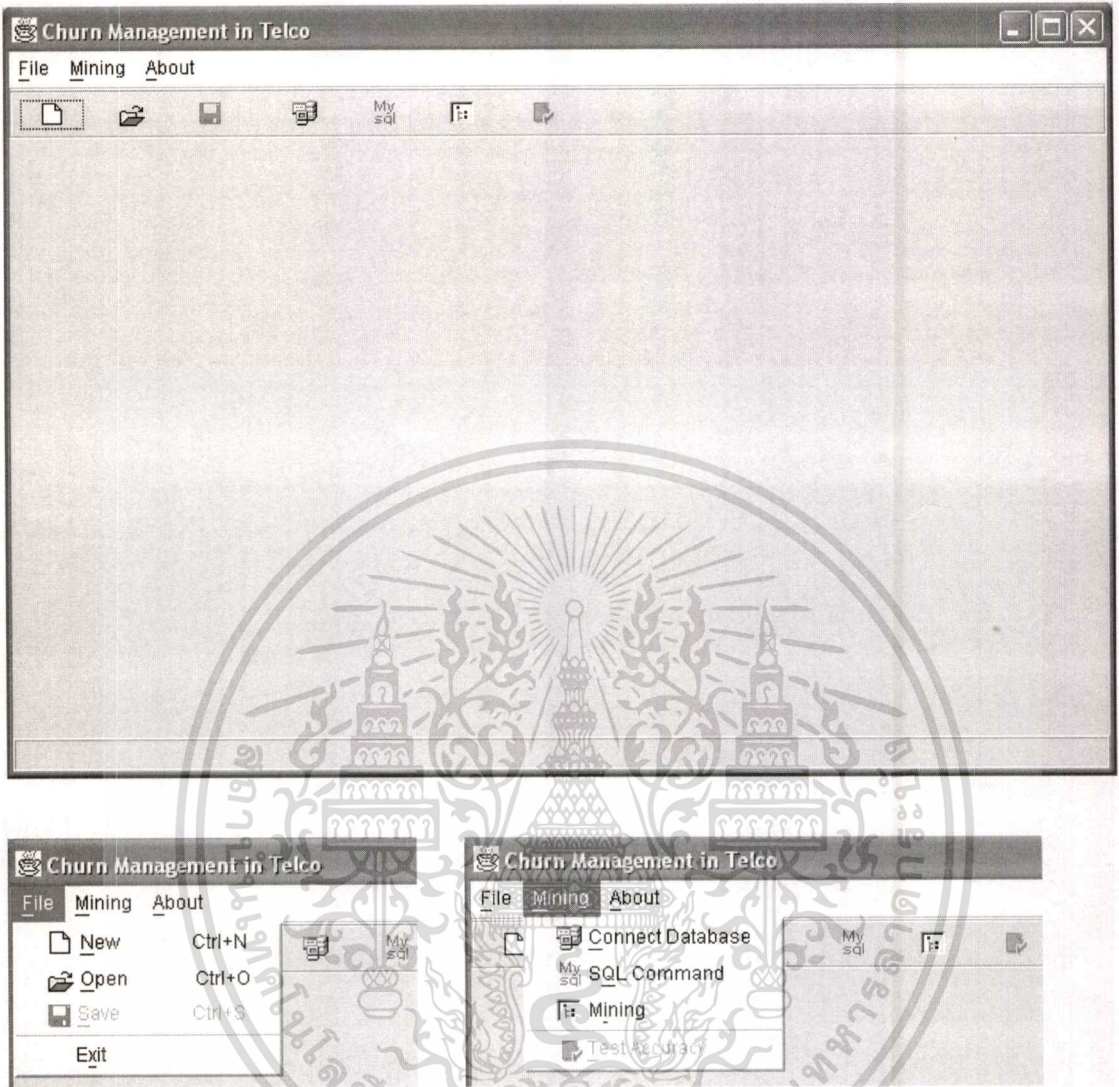 Churn Management in Telco
File Mining About
My sql
Churn Management in Telco
File Mining About
New Ctrl+N
Open Ctrl+O
Save Ctrl+S
Exit
My sql
Churn Management in Telco
File Mining About
Connect Database
My sql SQL Command
Mining
Test Accuracy
My sql